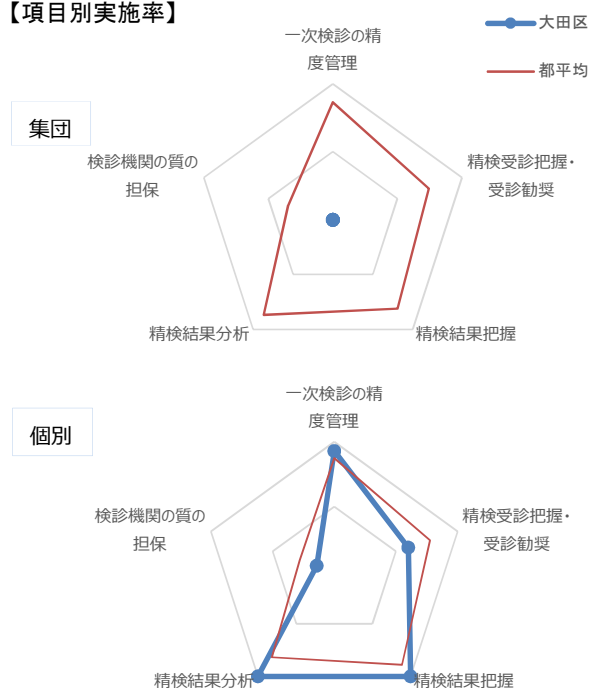 【項目別実施率】
大田区
都平均
集団
一次検診の精
度管理
精検受診把握・
受診勧奨
精検結果把握
精検結果分析
検診機関の質の
担保
個別
一次検診の精
度管理
精検受診把握・
受診勧奨
精検結果把握
精検結果分析
検診機関の質の
担保